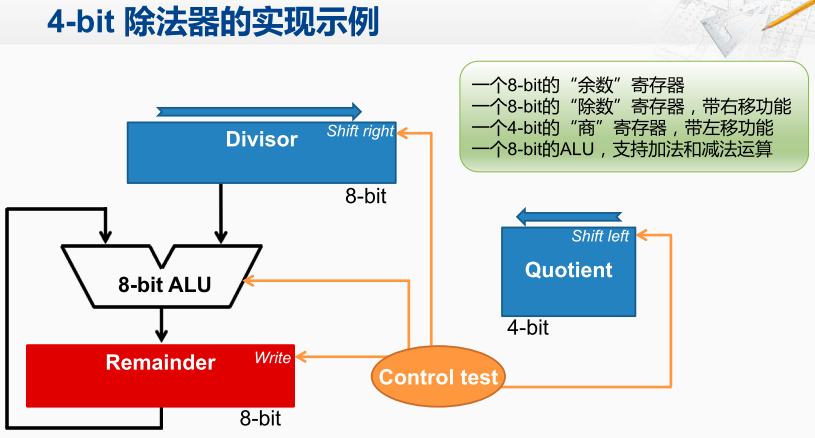 4-bit 除法器的实现示例
一个8-bit的“余数”寄存器
一个8-bit的“除数”寄存器，带右移功能
一个4-bit的“商”寄存器，带左移功能
一个8-bit的ALU，支持加法和减法运算
Divisor
Shift right
8-bit
Shift left
Quotient
4-bit
8-bit ALU
Remainder
Write
8-bit
Control test